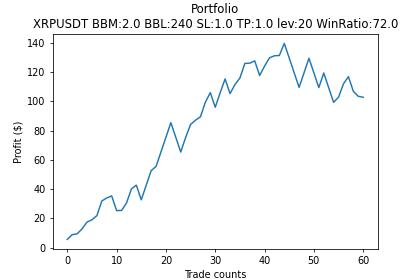 Portfolio
XRPUSDT BBM:2.0 BBL:240 SL:1.0 TP:1.0 lev:20 WinRatio:72.0
140
120
100
80
60
40
20
0
Profit ($)
0 10 20 30 40 50 60
Trade counts